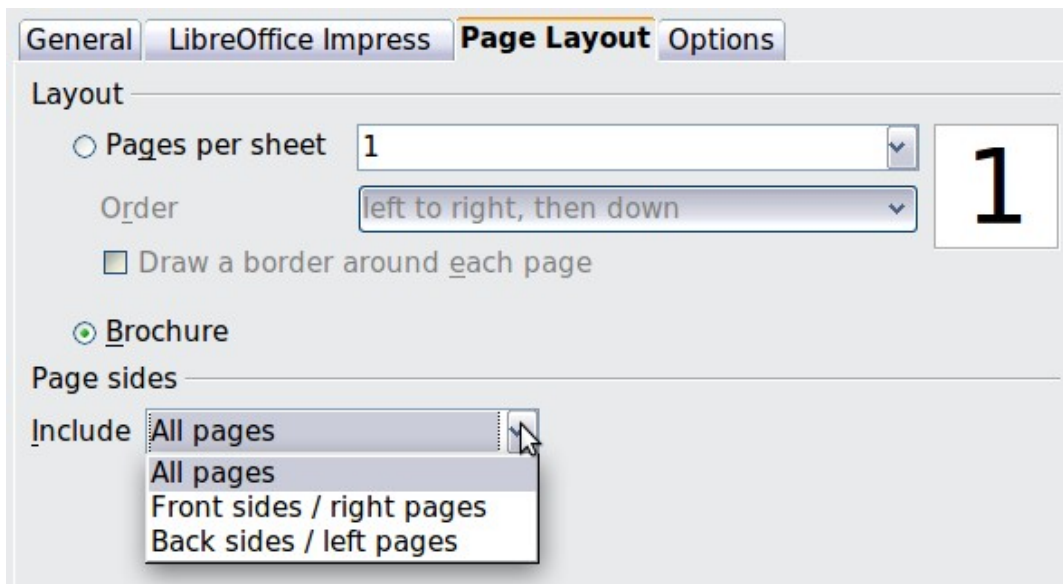 General LibreOffice Impress Page Layout Options
Layout
Pages per sheet 1
1
Order left to right, then down
Draw a border around each page
Brochure
Page sides
Include All pages
All pages
Front sides / right pages
Back sides / left pages